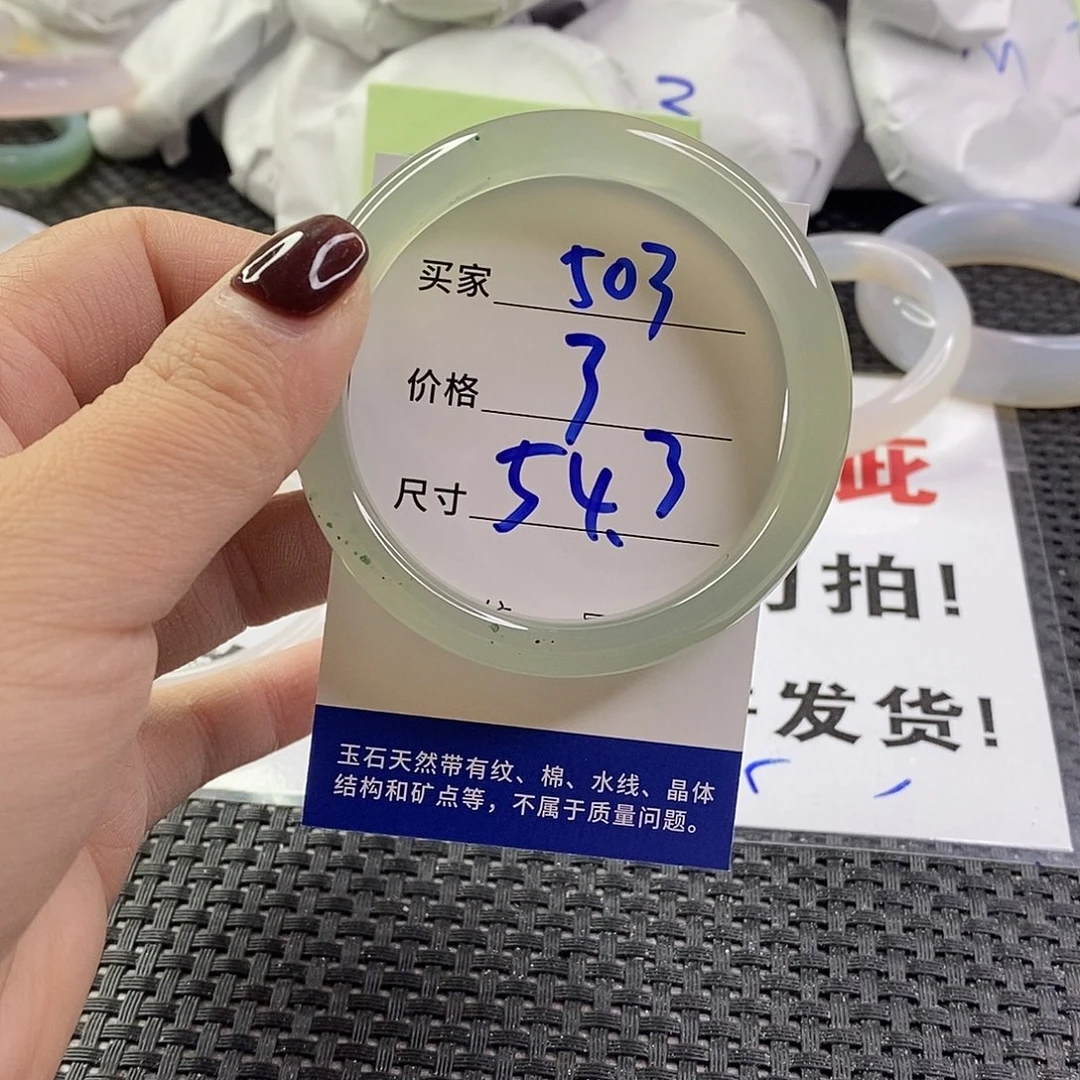 2
买家 503
价格 3
尺寸 54.3
玉石天然带有纹、棉、水线、晶体
结构和矿点等，不属于质量问题。
此
拍！
发货！